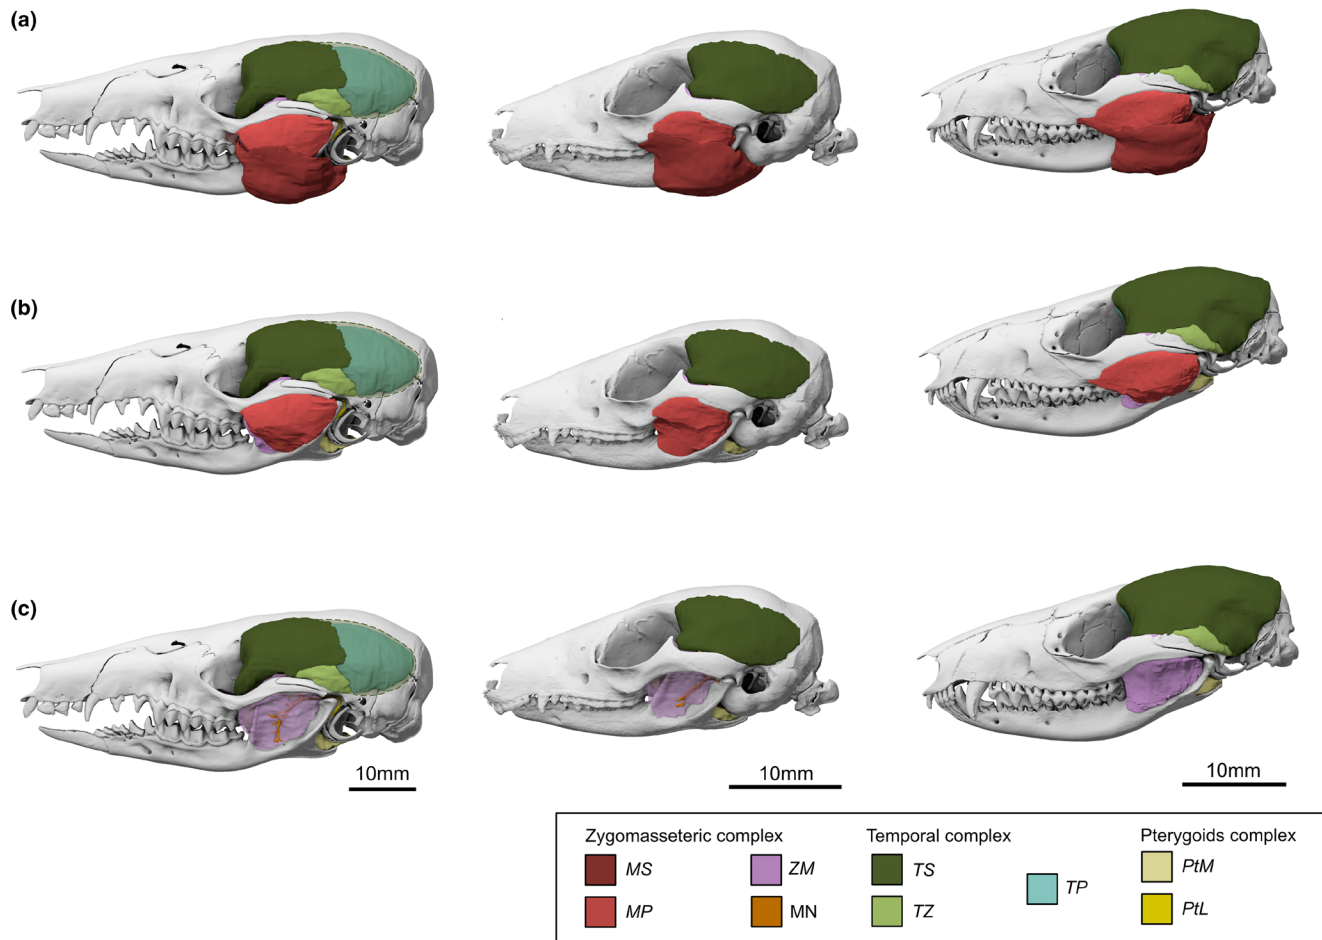 (a)
(b)
(c)
10mm
10mm
10mm
Zygomasseteric complex
Temporal complex
Pterygoids complex
MS
ZM
TS
TP
PtM
MP
MN
TZ
PtL